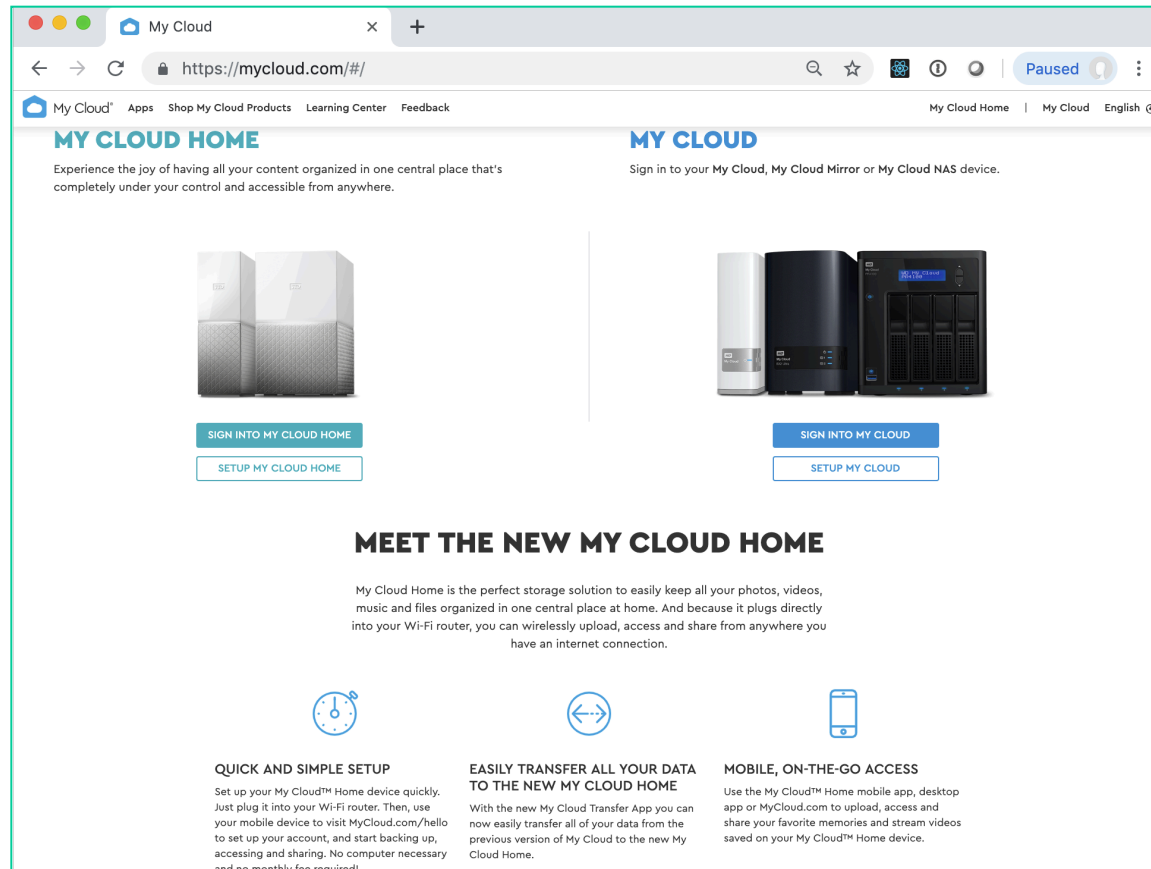 My Cloud
https://mycloud.com/#/
Paused
My Cloud®
Apps
Shop My Cloud Products
Learning Center
Feedback
My Cloud Home | My Cloud
English
MY CLOUD HOME
Experience the joy of having all your content organized in one central place that's
completely under your control and accessible from anywhere.
SIGN INTO MY CLOUD HOME
SETUP MY CLOUD HOME
MY CLOUD
Sign in to your My Cloud, My Cloud Mirror or My Cloud NAS device.
WD My Cloud
SIGN INTO MY CLOUD
SETUP MY CLOUD
MEET THE NEW MY CLOUD HOME
My Cloud Home is the perfect storage solution to easily keep all your photos, videos,
music and files organized in one central place at home. And because it plugs directly
into your Wi-Fi router, you can wirelessly upload, access and share from anywhere you
have an internet connection.
QUICK AND SIMPLE SETUP
Set up your My Cloud™ Home device quickly.
Just plug it into your Wi-Fi router. Then, use
your mobile device to visit MyCloud.com/hello
to set up your account, and start backing up,
accessing and sharing. No computer necessary
and no monthly fee required!
EASILY TRANSFER ALL YOUR DATA
TO THE NEW MY CLOUD HOME
With the new My Cloud Transfer App you can
now easily transfer all of your data from the
previous version of My Cloud to the new My
Cloud Home.
MOBILE, ON-THE-GO ACCESS
Use the My Cloud™ Home mobile app, desktop
app or MyCloud.com to upload, access and
share your favorite memories and stream videos
saved on your My Cloud™ Home device.